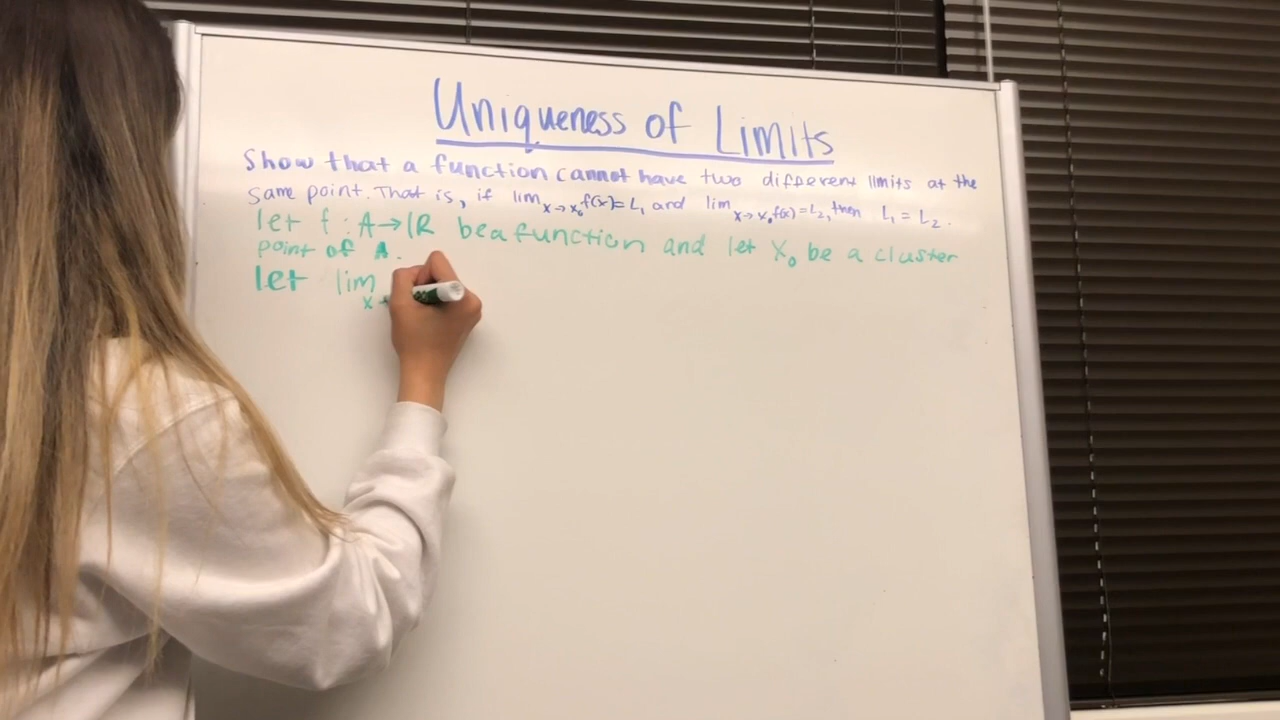 Uniqueness of Limits
Show that a function cannot have two different limits at the
same point. That is, if lim x→x₀ f(x)=L₁ and lim x→x₀ f(x)=L₂, then L₁ = L₂.
let f : A→ℝ be a function and let x₀ be a cluster
point of A.
let lim x→